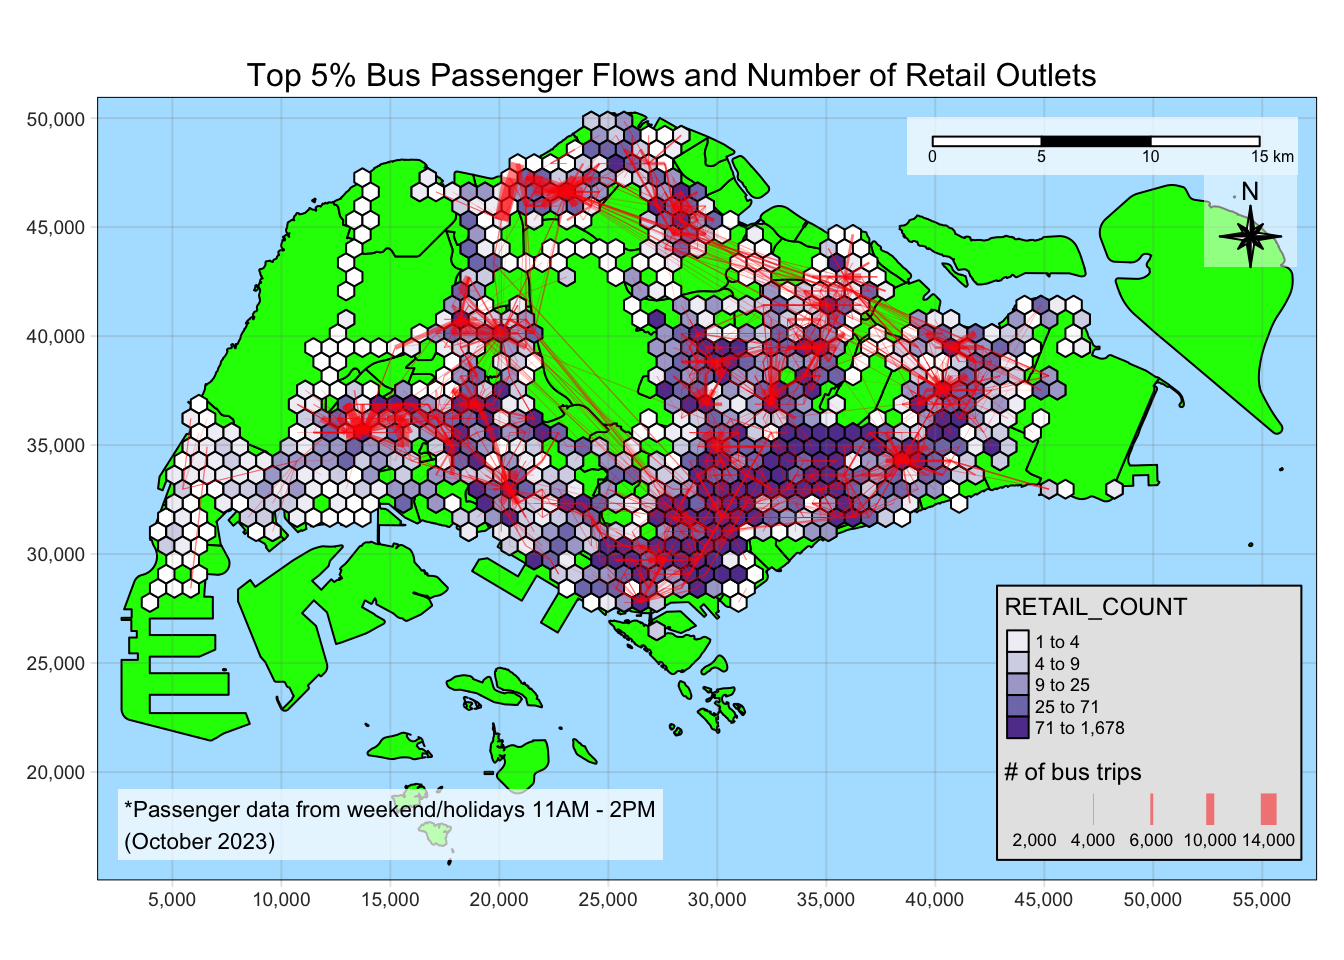 Top 5% Bus Passenger Flows and Number of Retail Outlets
50,000
45,000
40,000
35,000
30,000
25,000
20,000
0 5 10 15 km
N
RETAIL_COUNT
1 to 4
4 to 9
9 to 25
25 to 71
71 to 1,678
# of bus trips
2,000 4,000 6,000 10,000 14,000
*Passenger data from weekend/holidays 11AM - 2PM
(October 2023)
5,000 10,000 15,000 20,000 25,000 30,000 35,000 40,000 45,000 50,000 55,000